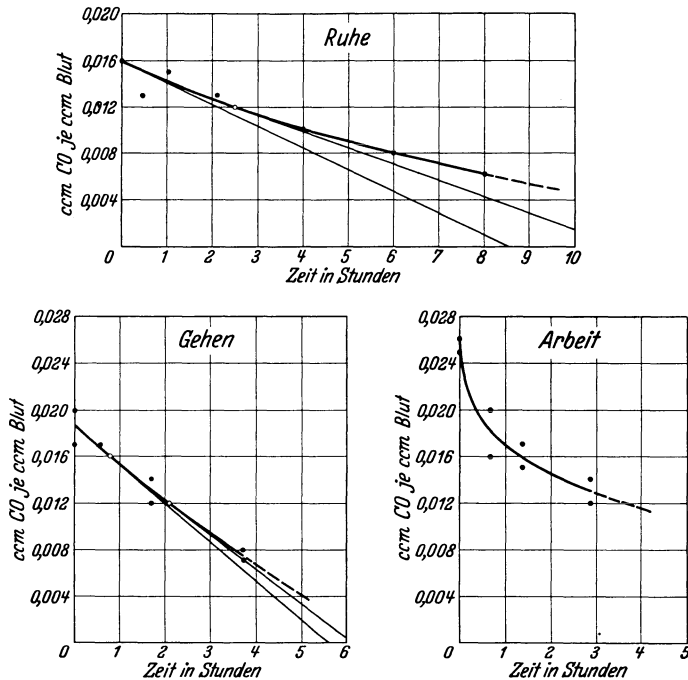 Ruhe
ccm CO je ccm Blut
0,020
0,016
0,012
0,004
0 1 2 3 4 5 6 7 8 9 10
Zeit in Stunden
Gehen
ccm CO je ccm Blut
0,028
0,024
0,020
0,016
0,012
0,008
0,004
0 1 2 3 4 5 6
Zeit in Stunden
Arbeit
ccm CO je ccm Blut
0,028
0,024
0,020
0,016
0,012
0,008
0,004
0 1 2 3 4 5
Zeit in Stunden